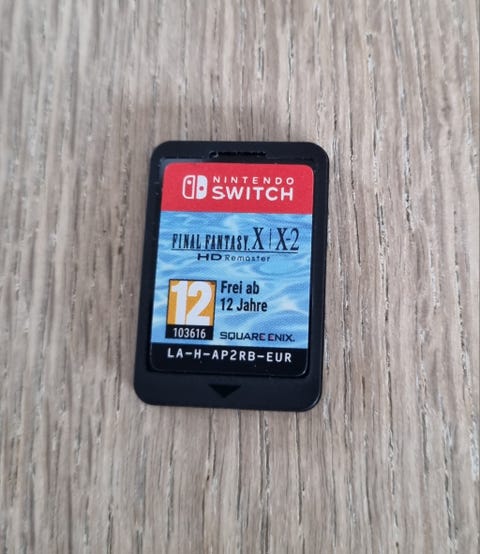 NINTENDO
SWITCH
FINAL FANTASY. X|X-2
HD Remaster
12
Frei ab
12 Jahre
103616
SQUARE ENIX.
LA-H-AP2RB-EUR